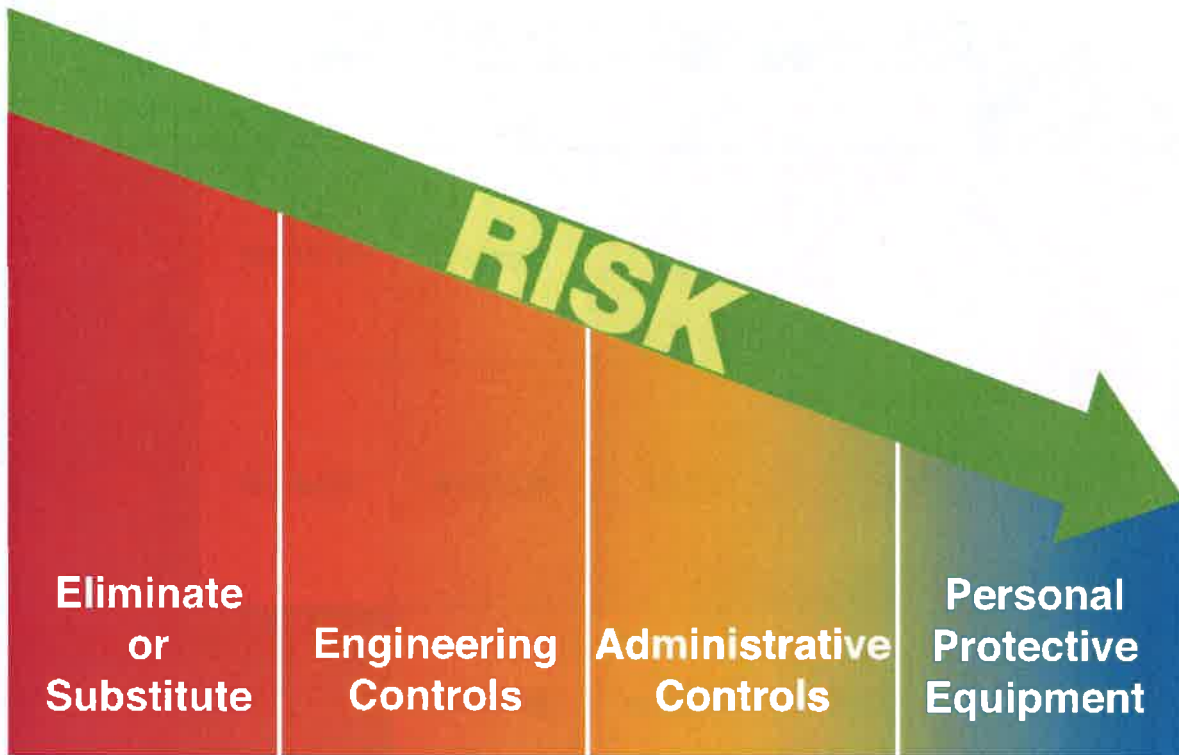 RISK
Eliminate
or
Substitute
Engineering
Controls
Administrative
Controls
Personal
Protective
Equipment